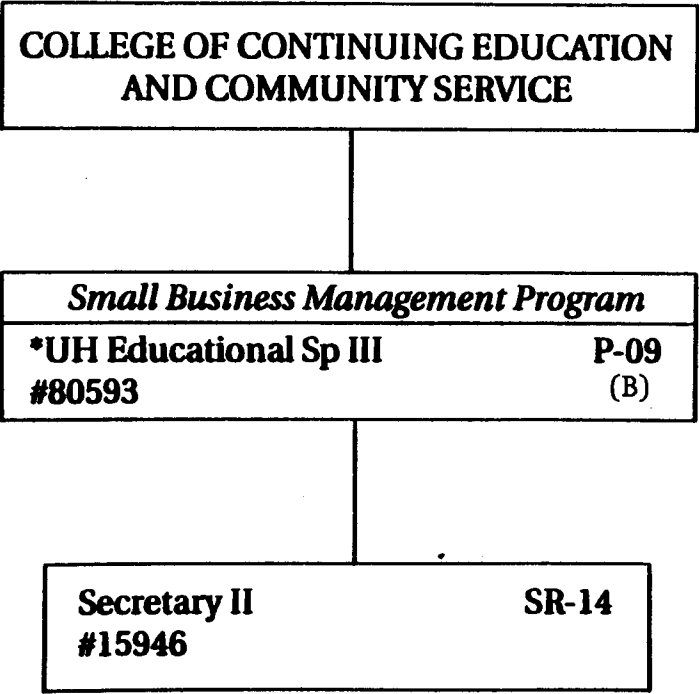 COLLEGE OF CONTINUING EDUCATION
AND COMMUNITY SERVICE
Small Business Management Program
*UH Educational Sp III P-09
#80593 (B)
Secretary II SR-14
#15946